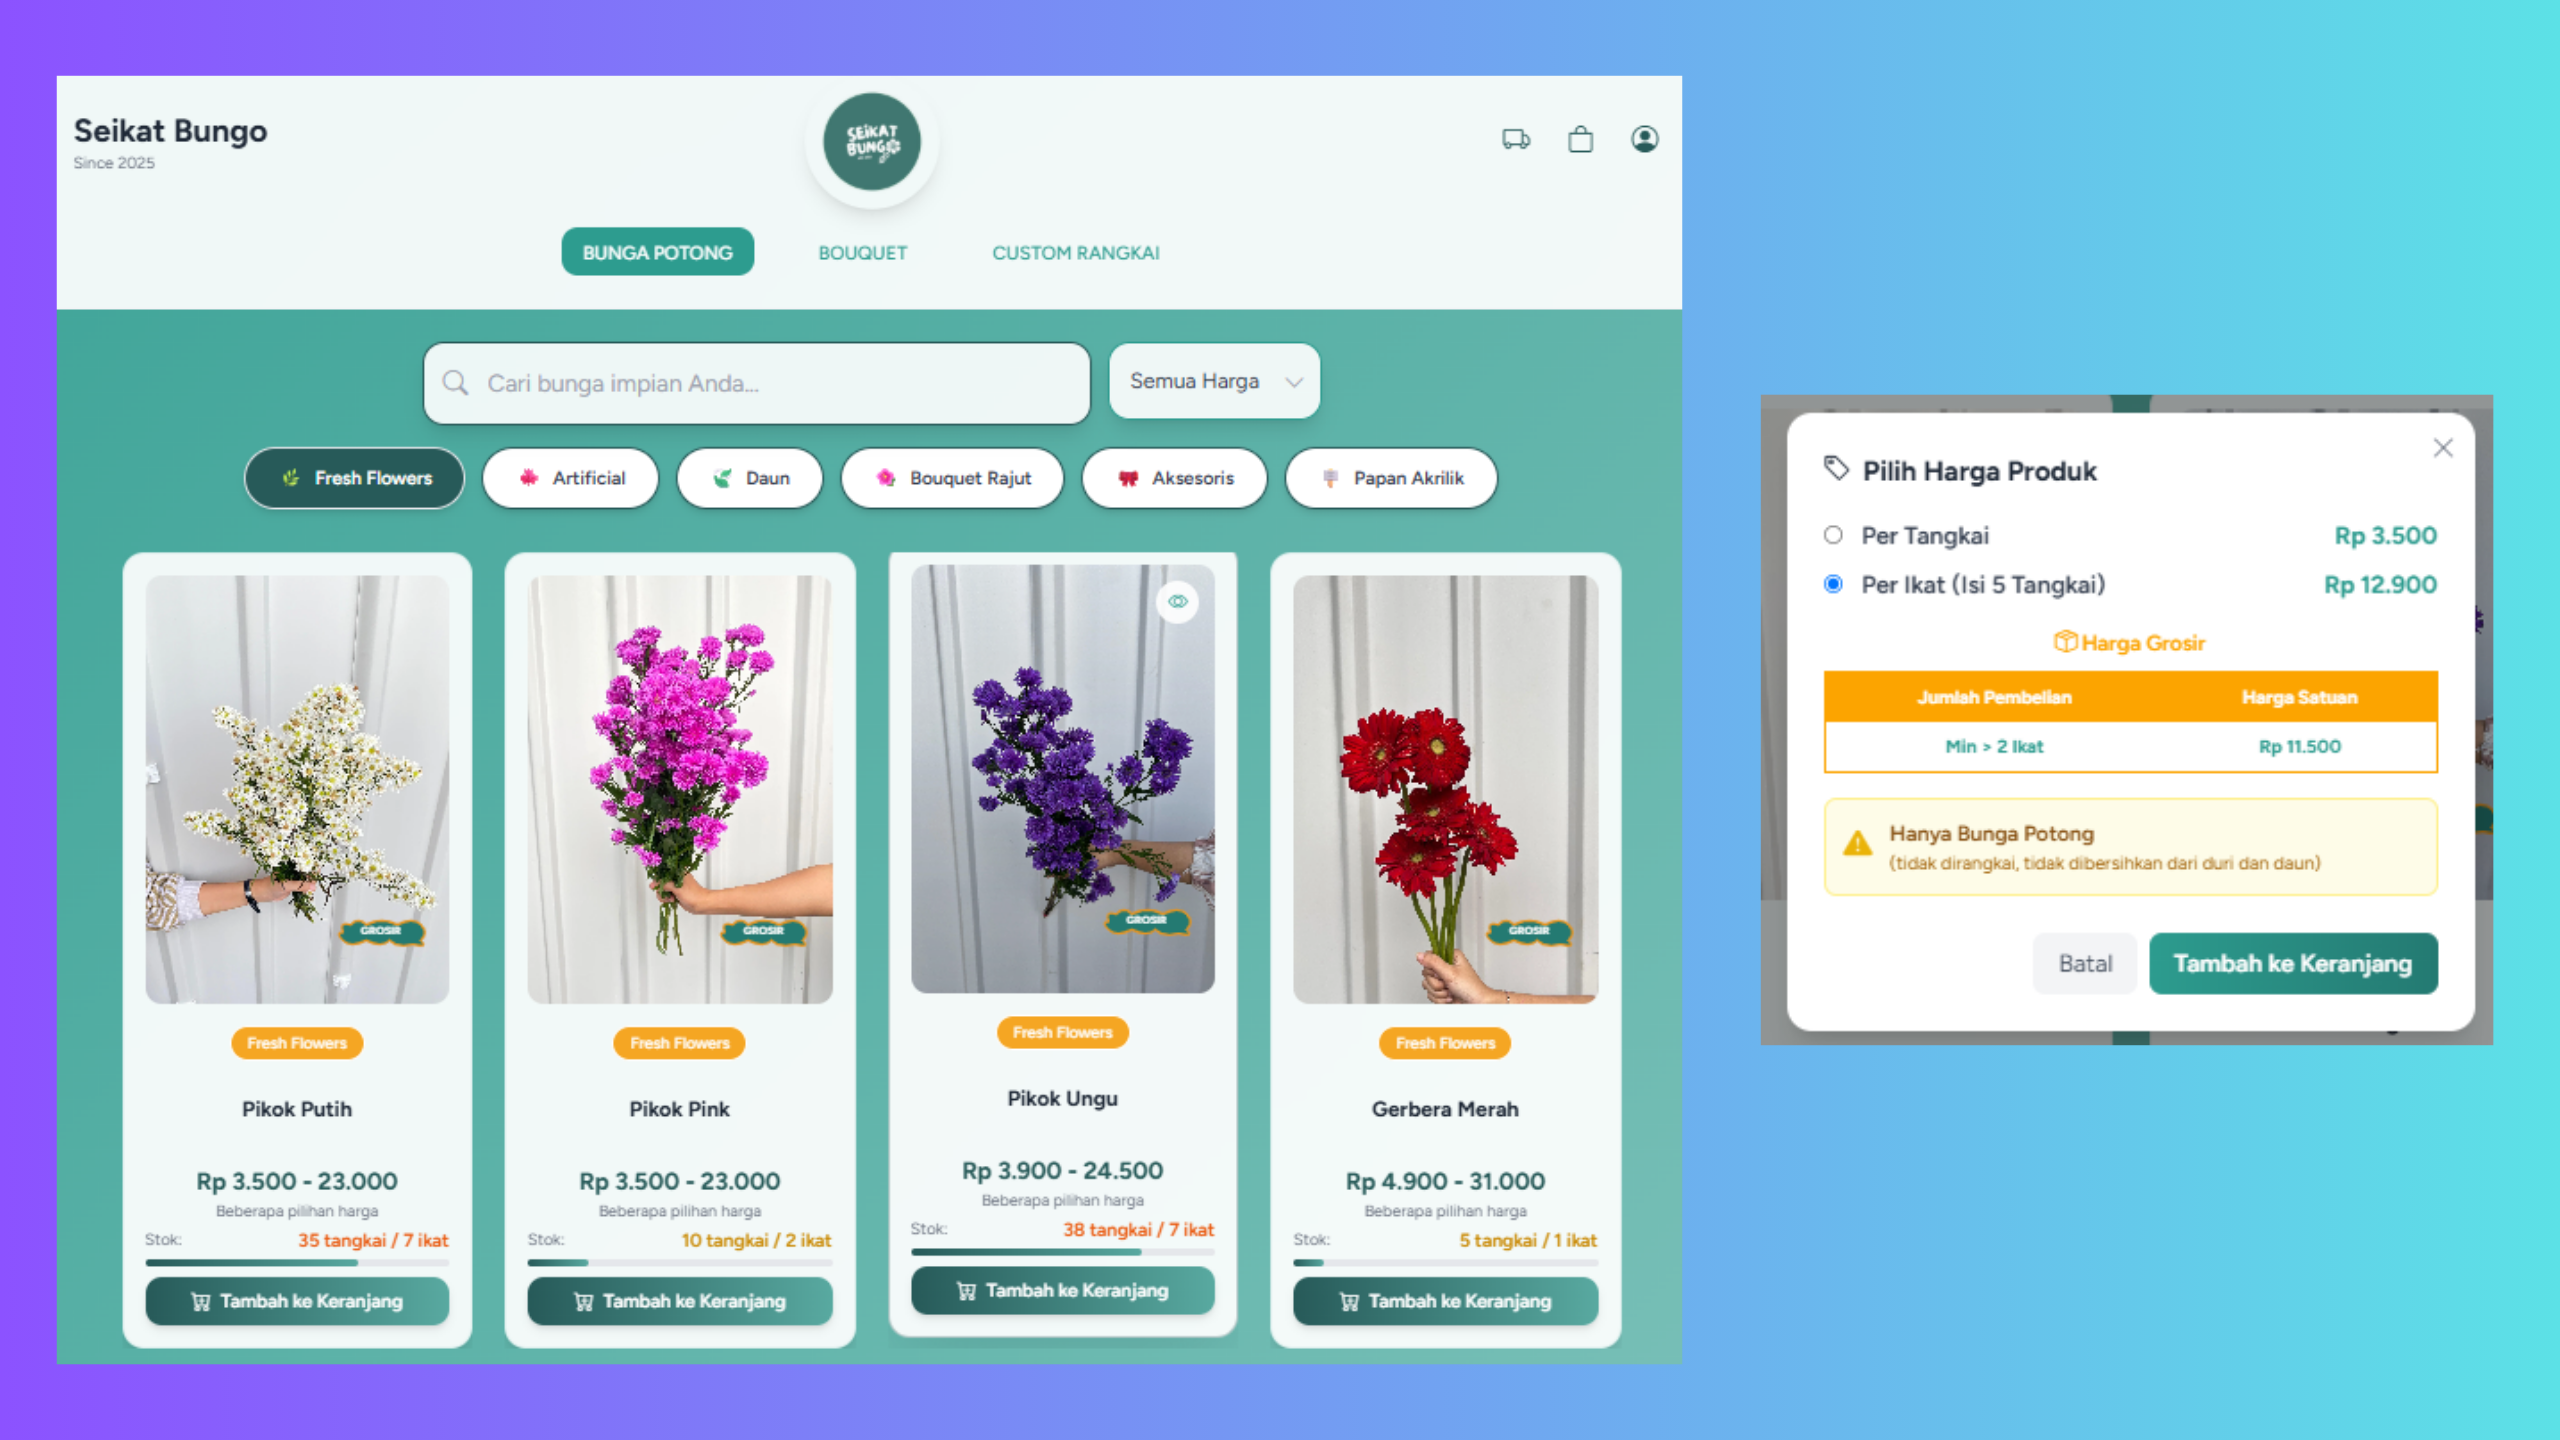 Seikat Bungo
Since 2025
SEIKAT
BUNGO
BUNGA POTONG
BOUQUET
CUSTOM RANGKAI
Cari bunga impian Anda...
Semua Harga
Fresh Flowers
Artificial
Daun
Bouquet Rajut
Aksesoris
Papan Akrilik
GROSIR
Fresh Flowers
Pikok Putih
Rp 3.500 - 23.000
Beberapa pilihan harga
Stok: 35 tangkai / 7 ikat
Tambah ke Keranjang
GROSIR
Fresh Flowers
Pikok Pink
Rp 3.500 - 23.000
Beberapa pilihan harga
Stok: 10 tangkai / 2 ikat
Tambah ke Keranjang
GROSIR
Fresh Flowers
Pikok Ungu
Rp 3.900 - 24.500
Beberapa pilihan harga
Stok: 38 tangkai / 7 ikat
Tambah ke Keranjang
GROSIR
Fresh Flowers
Gerbera Merah
Rp 4.900 - 31.000
Beberapa pilihan harga
Stok: 5 tangkai / 1 ikat
Tambah ke Keranjang
Pilih Harga Produk
Per Tangkai Rp 3.500
Per Ikat (Isi 5 Tangkai) Rp 12.900
Harga Grosir
Jumlah Pembelian Harga Satuan
Min > 2 Ikat Rp 11.500
Hanya Bunga Potong
(tidak dirangkai, tidak dibersihkan dari duri dan daun)
Batal
Tambah ke Keranjang